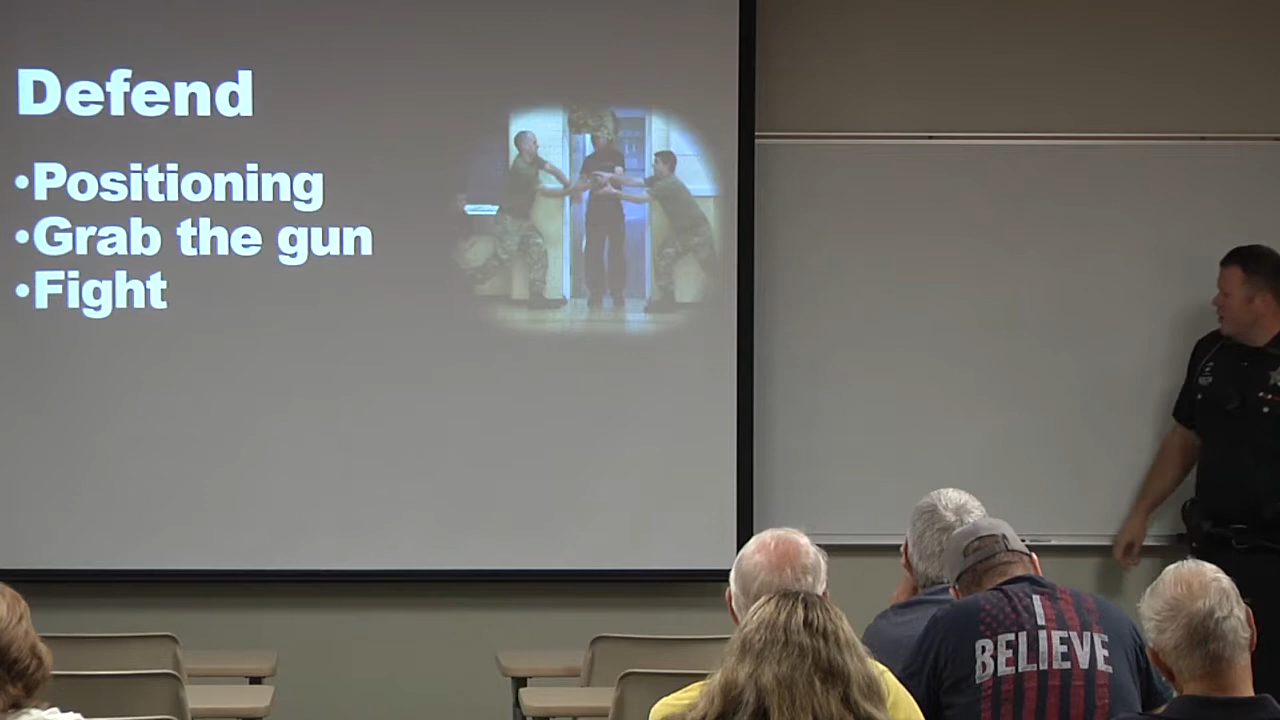 Defend
•Positioning
•Grab the gun
•Fight
I
BELIEVE